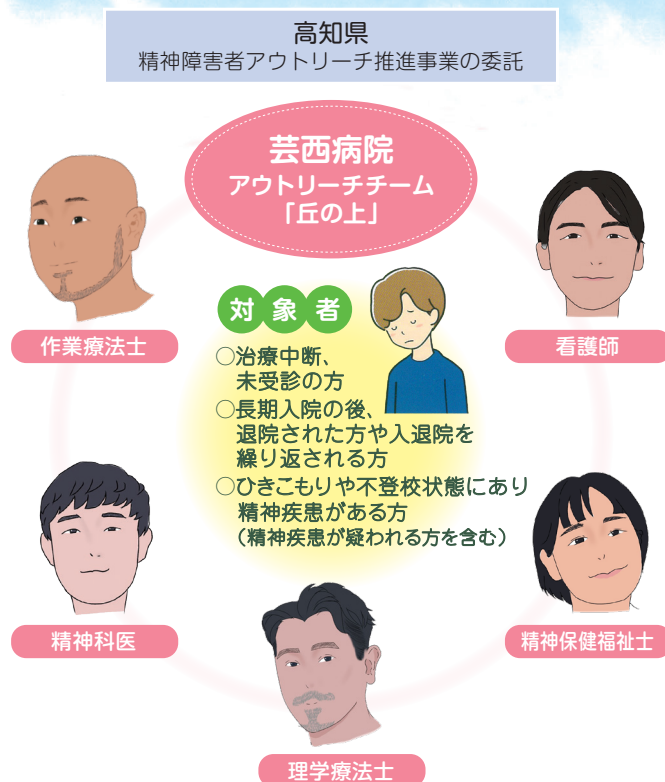 高知県
精神障害者アウトリーチ推進事業の委託
芸西病院
アウトリーチチーム
「丘の上」
作業療法士
看護師
対象者
○治療中断、
未受診の方
○長期入院の後、
退院された方や入退院を
繰り返される方
○ひきこもりや不登校状態にあり
精神疾患がある方
（精神疾患が疑われる方を含む）
精神科医
精神保健福祉士
理学療法士